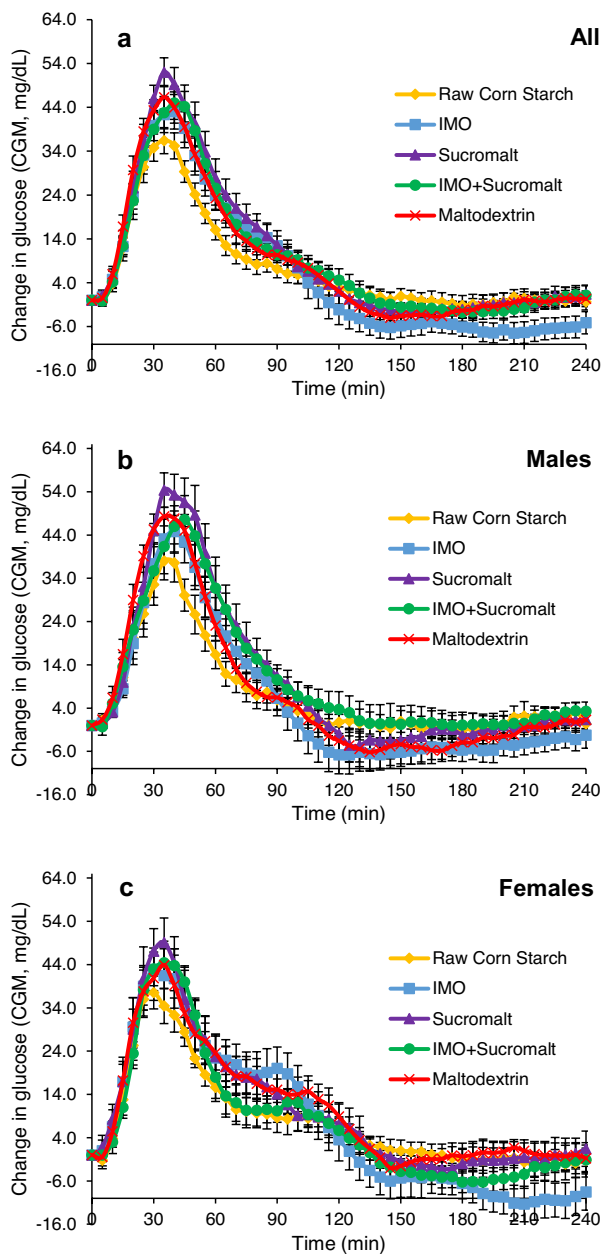 a
All
64.0
54.0
44.0
34.0
24.0
14.0
4.0
-6.0
-16.0
Change in glucose (CGM, mg/dL)
Raw Corn Starch
IMO
Sucromalt
IMO+Sucromalt
Maltodextrin
0 30 60 90 120 150 180 210 240
Time (min)
b
Males
64.0
54.0
44.0
34.0
24.0
14.0
4.0
-6.0
-16.0
Change in glucose (CGM, mg/dL)
Raw Corn Starch
IMO
Sucromalt
IMO+Sucromalt
Maltodextrin
0 30 60 90 120 150 180 210 240
Time (min)
c
Females
64.0
54.0
44.0
34.0
24.0
14.0
4.0
-6.0
-16.0
Change in glucose (CGM, mg/dL)
Raw Corn Starch
IMO
Sucromalt
IMO+Sucromalt
Maltodextrin
0 30 60 90 120 150 180 210 240
Time (min)